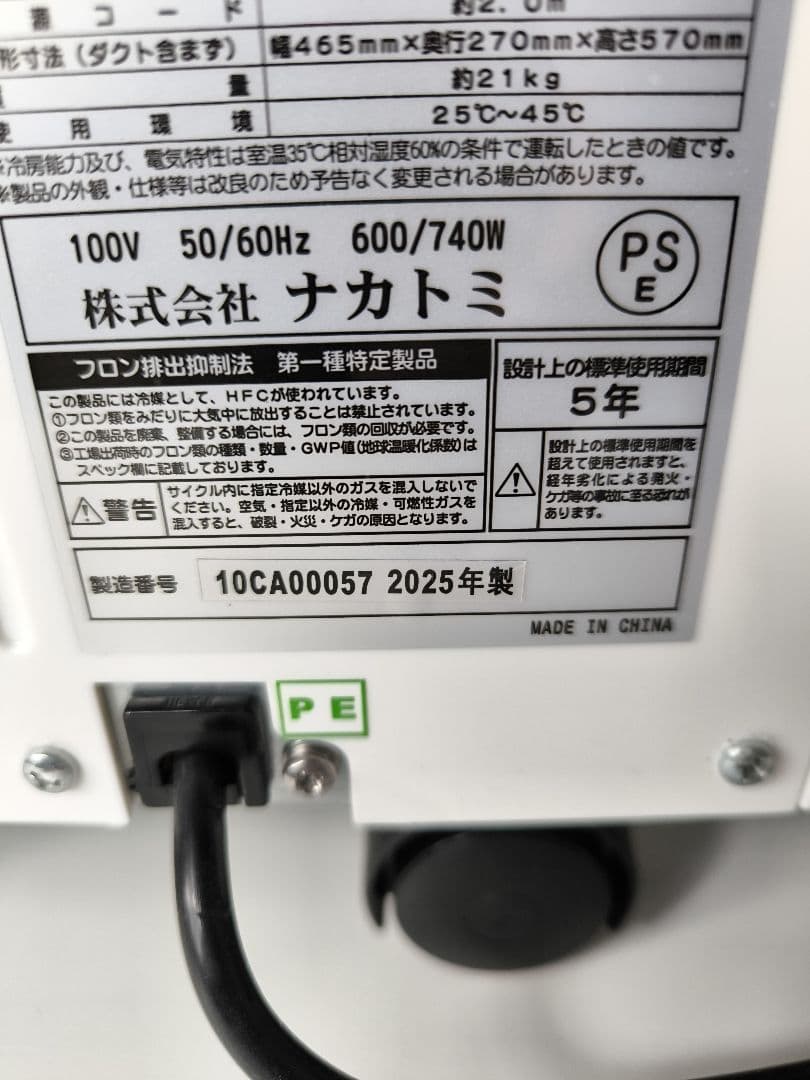 コード 約2.0m
形寸法（ダクト含まず） 幅465mm×奥行270mm×高さ570mm
量 約21kg
使用環境 25℃〜45℃
※冷房能力及び、電気特性は室温35℃相対湿度60%の条件で運転したときの値です。
※製品の外観・仕様等は改良のため予告なく変更される場合があります。
100V 50/60Hz 600/740W
株式会社 ナカトミ
PS
E
フロン排出抑制法 第一種特定製品
この製品には冷媒として、HFCが使われています。
①フロン類をみだりに大気中に放出することは禁止されています。
②この製品を廃棄、整備する場合には、フロン類の回収が必要です。
③工場出荷時のフロン類の種類・数量・GWP値（地球温暖化係数）は
スペック欄に記載しております。
警告
サイクル内に指定冷媒以外のガスを混入しないで
ください。空気・指定以外の冷媒・可燃性ガスを
混入すると、破裂・火災・ケガの原因となります。
設計上の標準使用期間
5年
設計上の標準使用期間を
超えて使用されますと、
経年劣化による発火・
ケガ等の事故に至る恐れが
あります。
製造番号 10CA00057 2025年製
MADE IN CHINA
PE